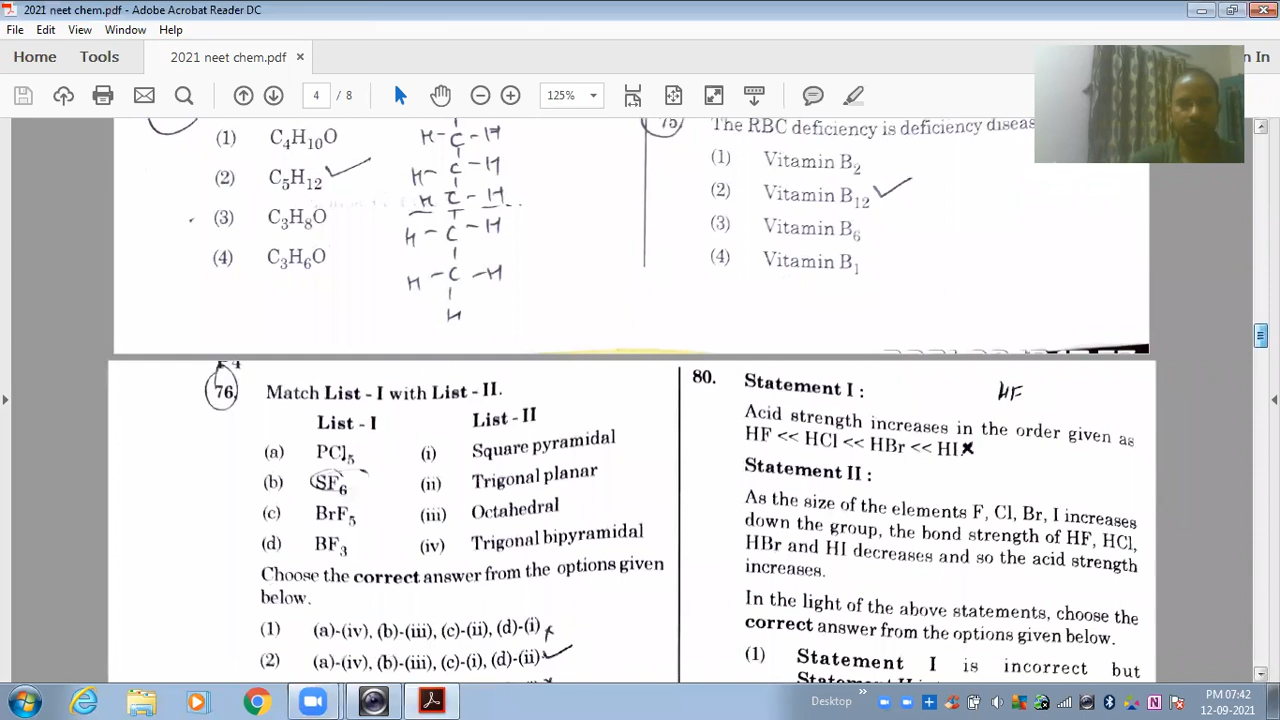 2021 neet chem.pdf - Adobe Acrobat Reader DC
File Edit View Window Help
Home Tools 2021 neet chem.pdf × In
4 / 8 125%
(1) C₄H₁₀O
(2) C₅H₁₂
(3) C₃H₈O
(4) C₃H₆O
H - C - H
H - C - H
H C - H
H - C - H
H - C - H
H
75
The RBC deficiency is deficiency disea
(1) Vitamin B₂
(2) Vitamin B₁₂
(3) Vitamin B₆
(4) Vitamin B₁
76. Match List - I with List - II.
List - I List - II
(a) PCl₅ (i) Square pyramidal
(b) SF₆ (ii) Trigonal planar
(c) BrF₅ (iii) Octahedral
(d) BF₃ (iv) Trigonal bipyramidal
Choose the correct answer from the options given
below.
(1) (a)-(iv), (b)-(iii), (c)-(ii), (d)-(i)
(2) (a)-(iv), (b)-(iii), (c)-(i), (d)-(ii)
80. Statement I :
HF
Acid strength increases in the order given as
HF << HCl << HBr << HI
Statement II :
As the size of the elements F, Cl, Br, I increases
down the group, the bond strength of HF, HCl,
HBr and HI decreases and so the acid strength
increases.
In the light of the above statements, choose the
correct answer from the options given below.
(1) Statement I is incorrect but
Desktop
PM 07:42
12-09-2021